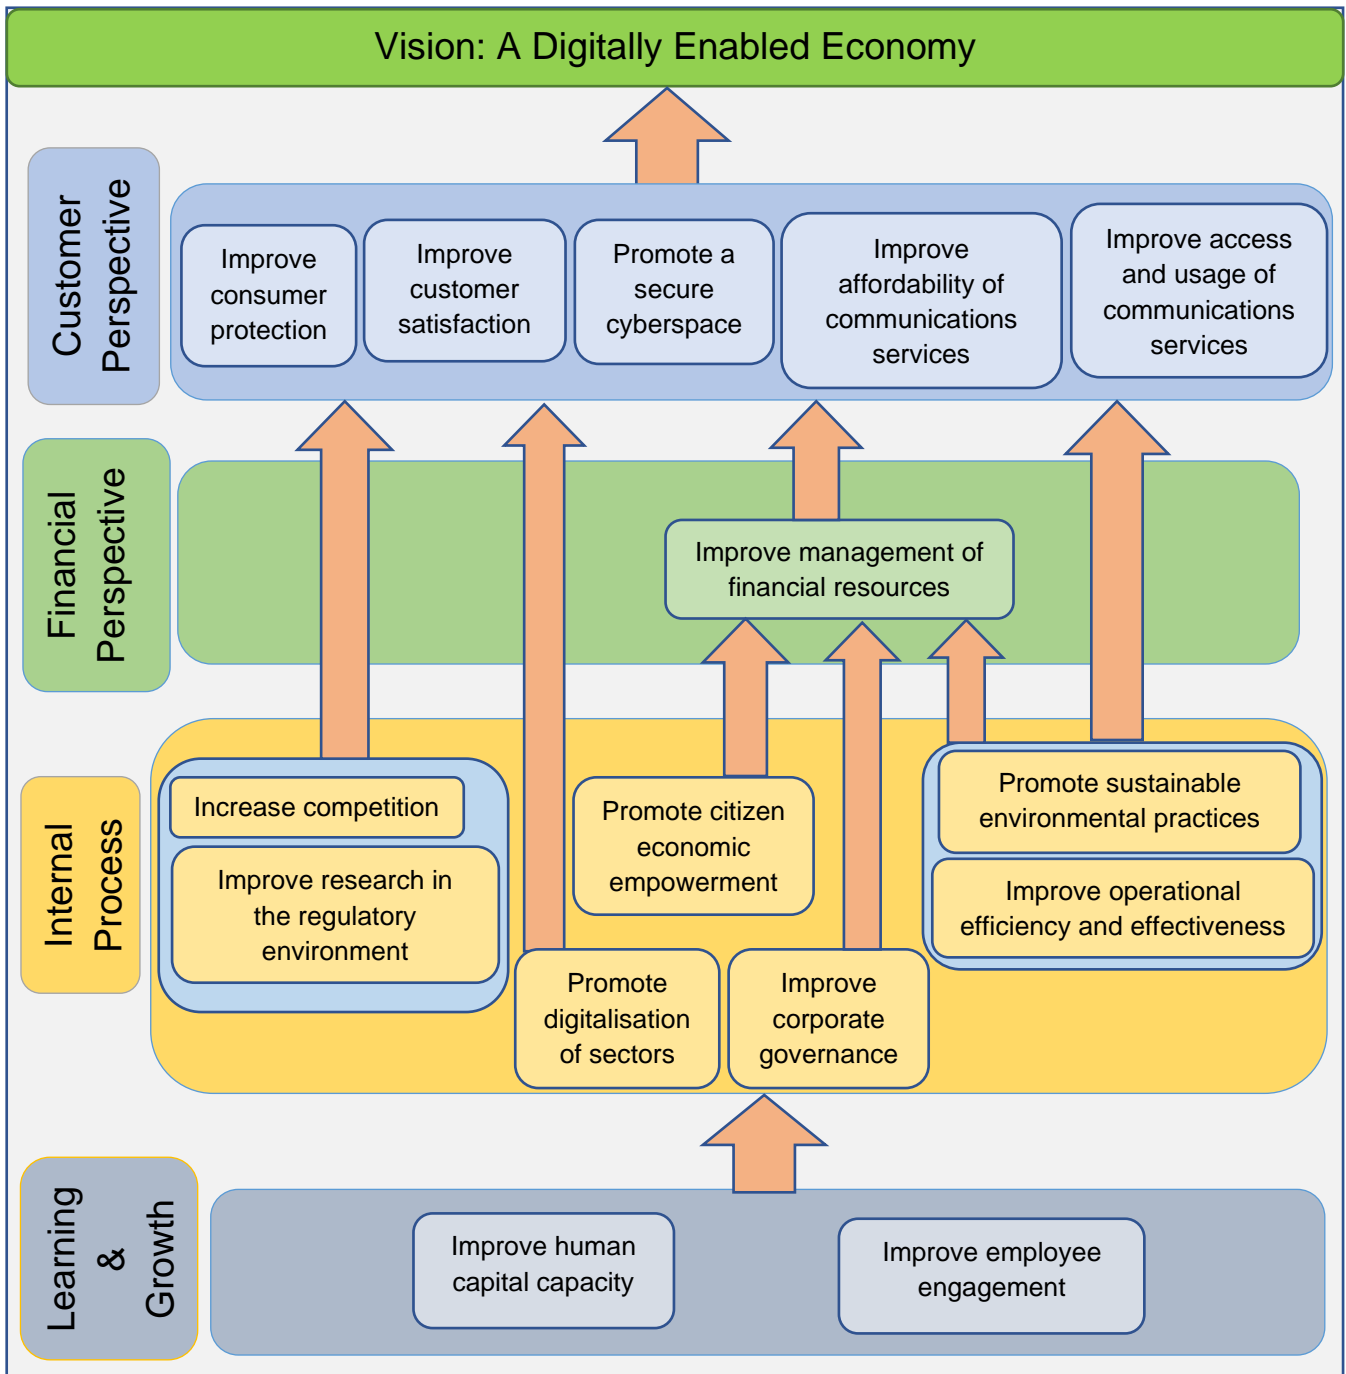 Vision: A Digitally Enabled Economy
Customer
Perspective
Improve
consumer
protection
Improve
customer
satisfaction
Promote a
secure
cyberspace
Improve
affordability of
communications
services
Improve access
and usage of
communications
services
Financial
Perspective
Improve management of
financial resources
Internal
Process
Increase competition
Improve research in
the regulatory
environment
Promote
digitalisation
of sectors
Promote citizen
economic
empowerment
Improve
corporate
governance
Promote sustainable
environmental practices
Improve operational
efficiency and effectiveness
Learning
&
Growth
Improve human
capital capacity
Improve employee
engagement